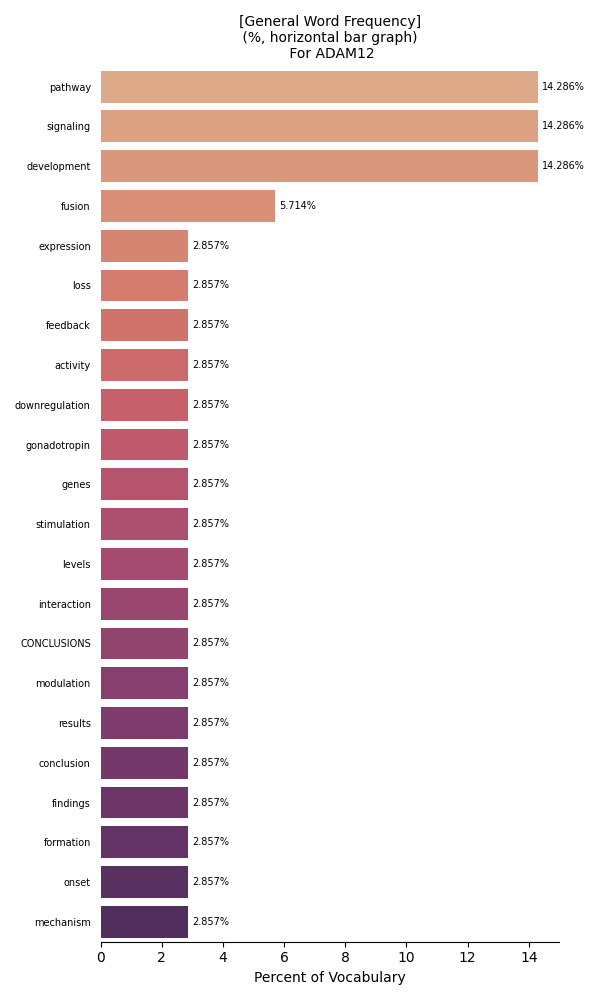 [General Word Frequency]
(%, horizontal bar graph)
For ADAM12
pathway 14.286%
signaling 14.286%
development 14.286%
fusion 5.714%
expression 2.857%
loss 2.857%
feedback 2.857%
activity 2.857%
downregulation 2.857%
gonadotropin 2.857%
genes 2.857%
stimulation 2.857%
levels 2.857%
interaction 2.857%
CONCLUSIONS 2.857%
modulation 2.857%
results 2.857%
conclusion 2.857%
findings 2.857%
formation 2.857%
onset 2.857%
mechanism 2.857%
0 2 4 6 8 10 12 14
Percent of Vocabulary